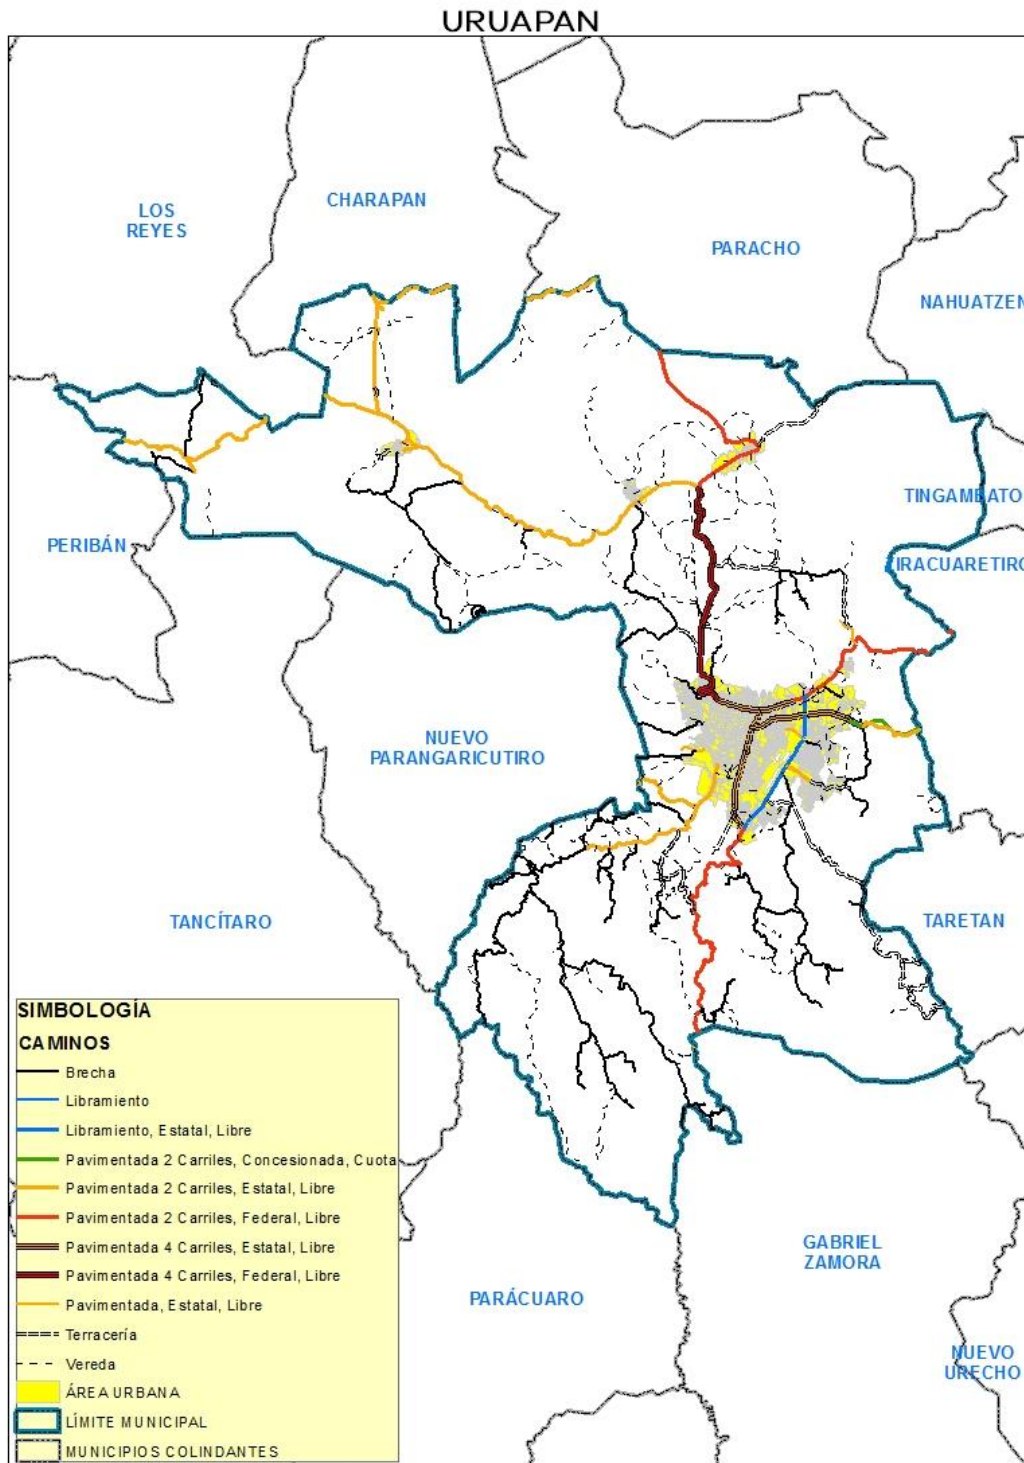 URUAPAN
LOS
REYES
CHARAPAN
PARACHO
NAHUATZEN
TINGAMBATO
PERIBÁN
ZIRACUARETIRO
NUEVO
PARANGARICUTIRO
TANCÍTARO
TARETAN
SIMBOLOGÍA
CAMINOS
Brecha
Libramiento
Libramiento, Estatal, Libre
Pavimentada 2 Carriles, Concesionada, Cuota
Pavimentada 2 Carriles, Estatal, Libre
Pavimentada 2 Carriles, Federal, Libre
Pavimentada 4 Carriles, Estatal, Libre
Pavimentada 4 Carriles, Federal, Libre
Pavimentada, Estatal, Libre
Terracería
Vereda
ÁREA URBANA
LÍMITE MUNICIPAL
MUNICIPIOS COLINDANTES
GABRIEL
ZAMORA
PARÁCUARO
NUEVO
URECHO